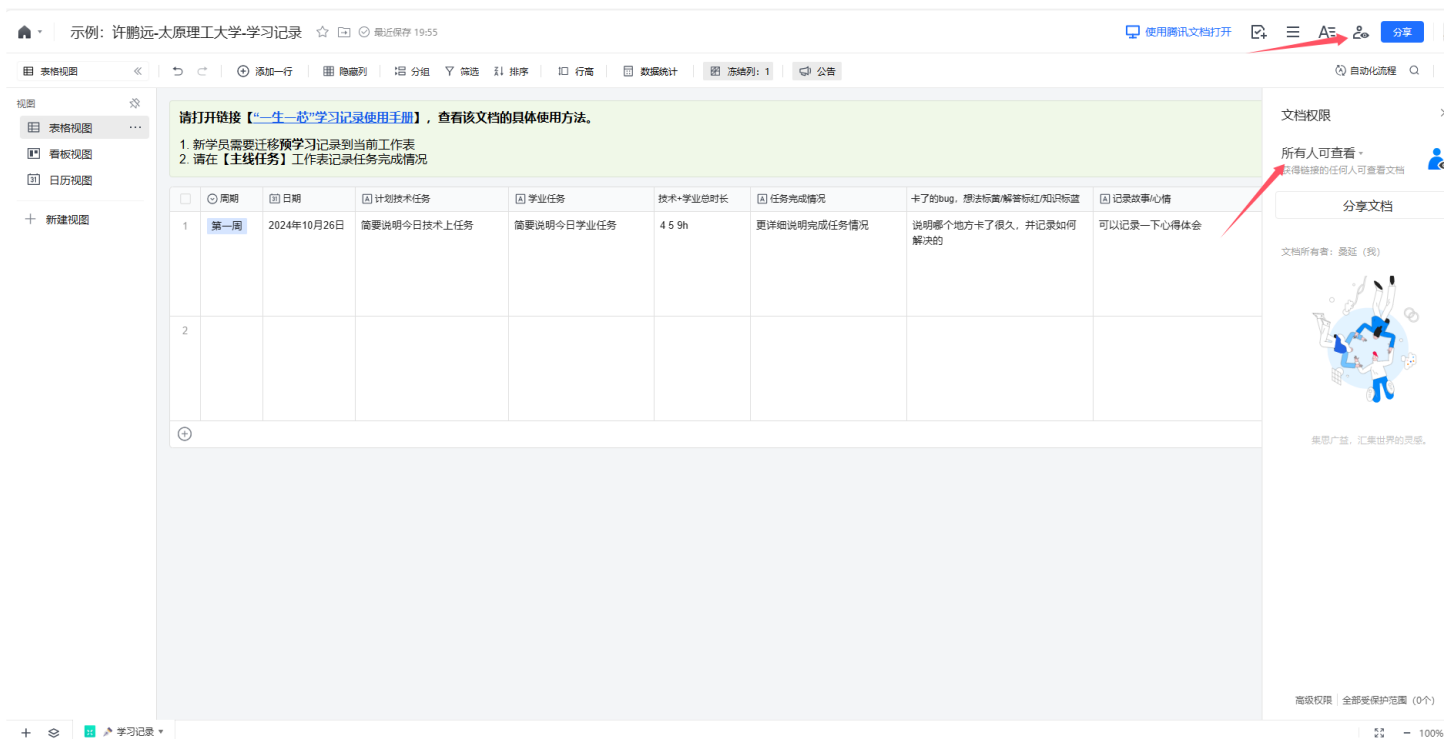 示例：许鹏远-太原理工大学-学习记录 最近保存 19:55 使用腾讯文档打开 分享
表格视图 添加一行 隐藏列 分组 筛选 排序 行高 数据统计 冻结列：1 公告 自动化流程
视图
表格视图
看板视图
日历视图
新建视图
请打开链接【“一生一芯”学习记录使用手册】，查看该文档的具体使用方法。
1. 新学员需要迁移预学习记录到当前工作表
2. 请在【主线任务】工作表记录任务完成情况
周期 日期 计划技术任务 学业任务 技术+学业总时长 任务完成情况 卡了的bug，想法标黄/解答标红/知识标蓝 记录故事/心情
1 第一周 2024年10月26日 简要说明今日技术上任务 简要说明今日学业任务 4 5 9h 更详细说明完成任务情况 说明哪个地方卡了很久，并记录如何 可以记录一下心得体会
解决的
2
文档权限
所有人可查看
获得链接的任何人可查看文档
分享文档
文档所有者：叠延（我）
集思广益，汇集世界的灵感。
高级权限 全部受保护范围（0个）
学习记录 100%